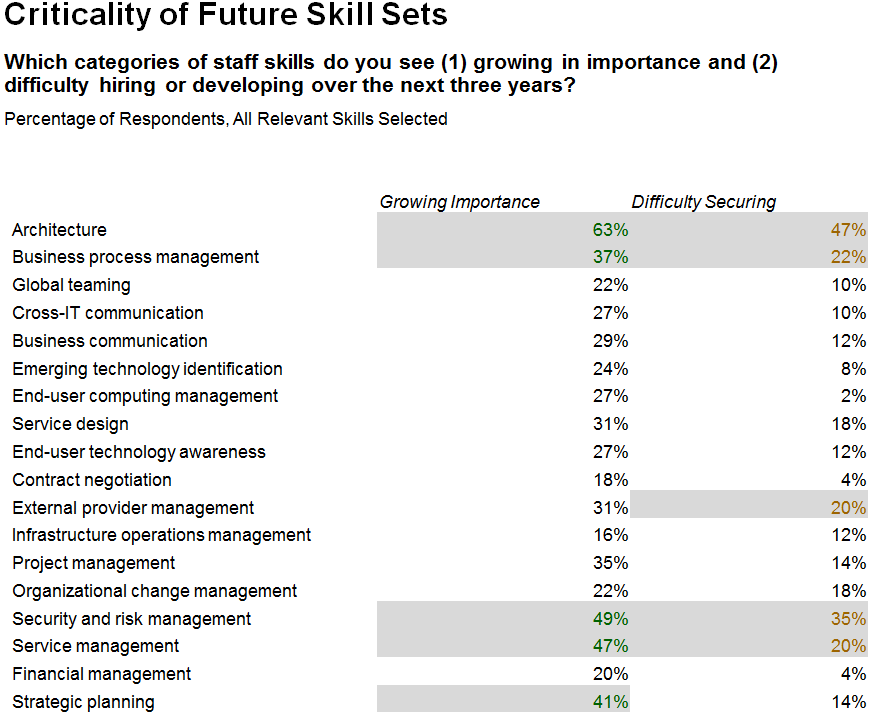 Criticality of Future Skill Sets
Which categories of staff skills do you see (1) growing in importance and (2)
difficulty hiring or developing over the next three years?
Percentage of Respondents, All Relevant Skills Selected
Growing Importance Difficulty Securing
Architecture 63% 47%
Business process management 37% 22%
Global teaming 22% 10%
Cross-IT communication 27% 10%
Business communication 29% 12%
Emerging technology identification 24% 8%
End-user computing management 27% 2%
Service design 31% 18%
End-user technology awareness 27% 12%
Contract negotiation 18% 4%
External provider management 31% 20%
Infrastructure operations management 16% 12%
Project management 35% 14%
Organizational change management 22% 18%
Security and risk management 49% 35%
Service management 47% 20%
Financial management 20% 4%
Strategic planning 41% 14%